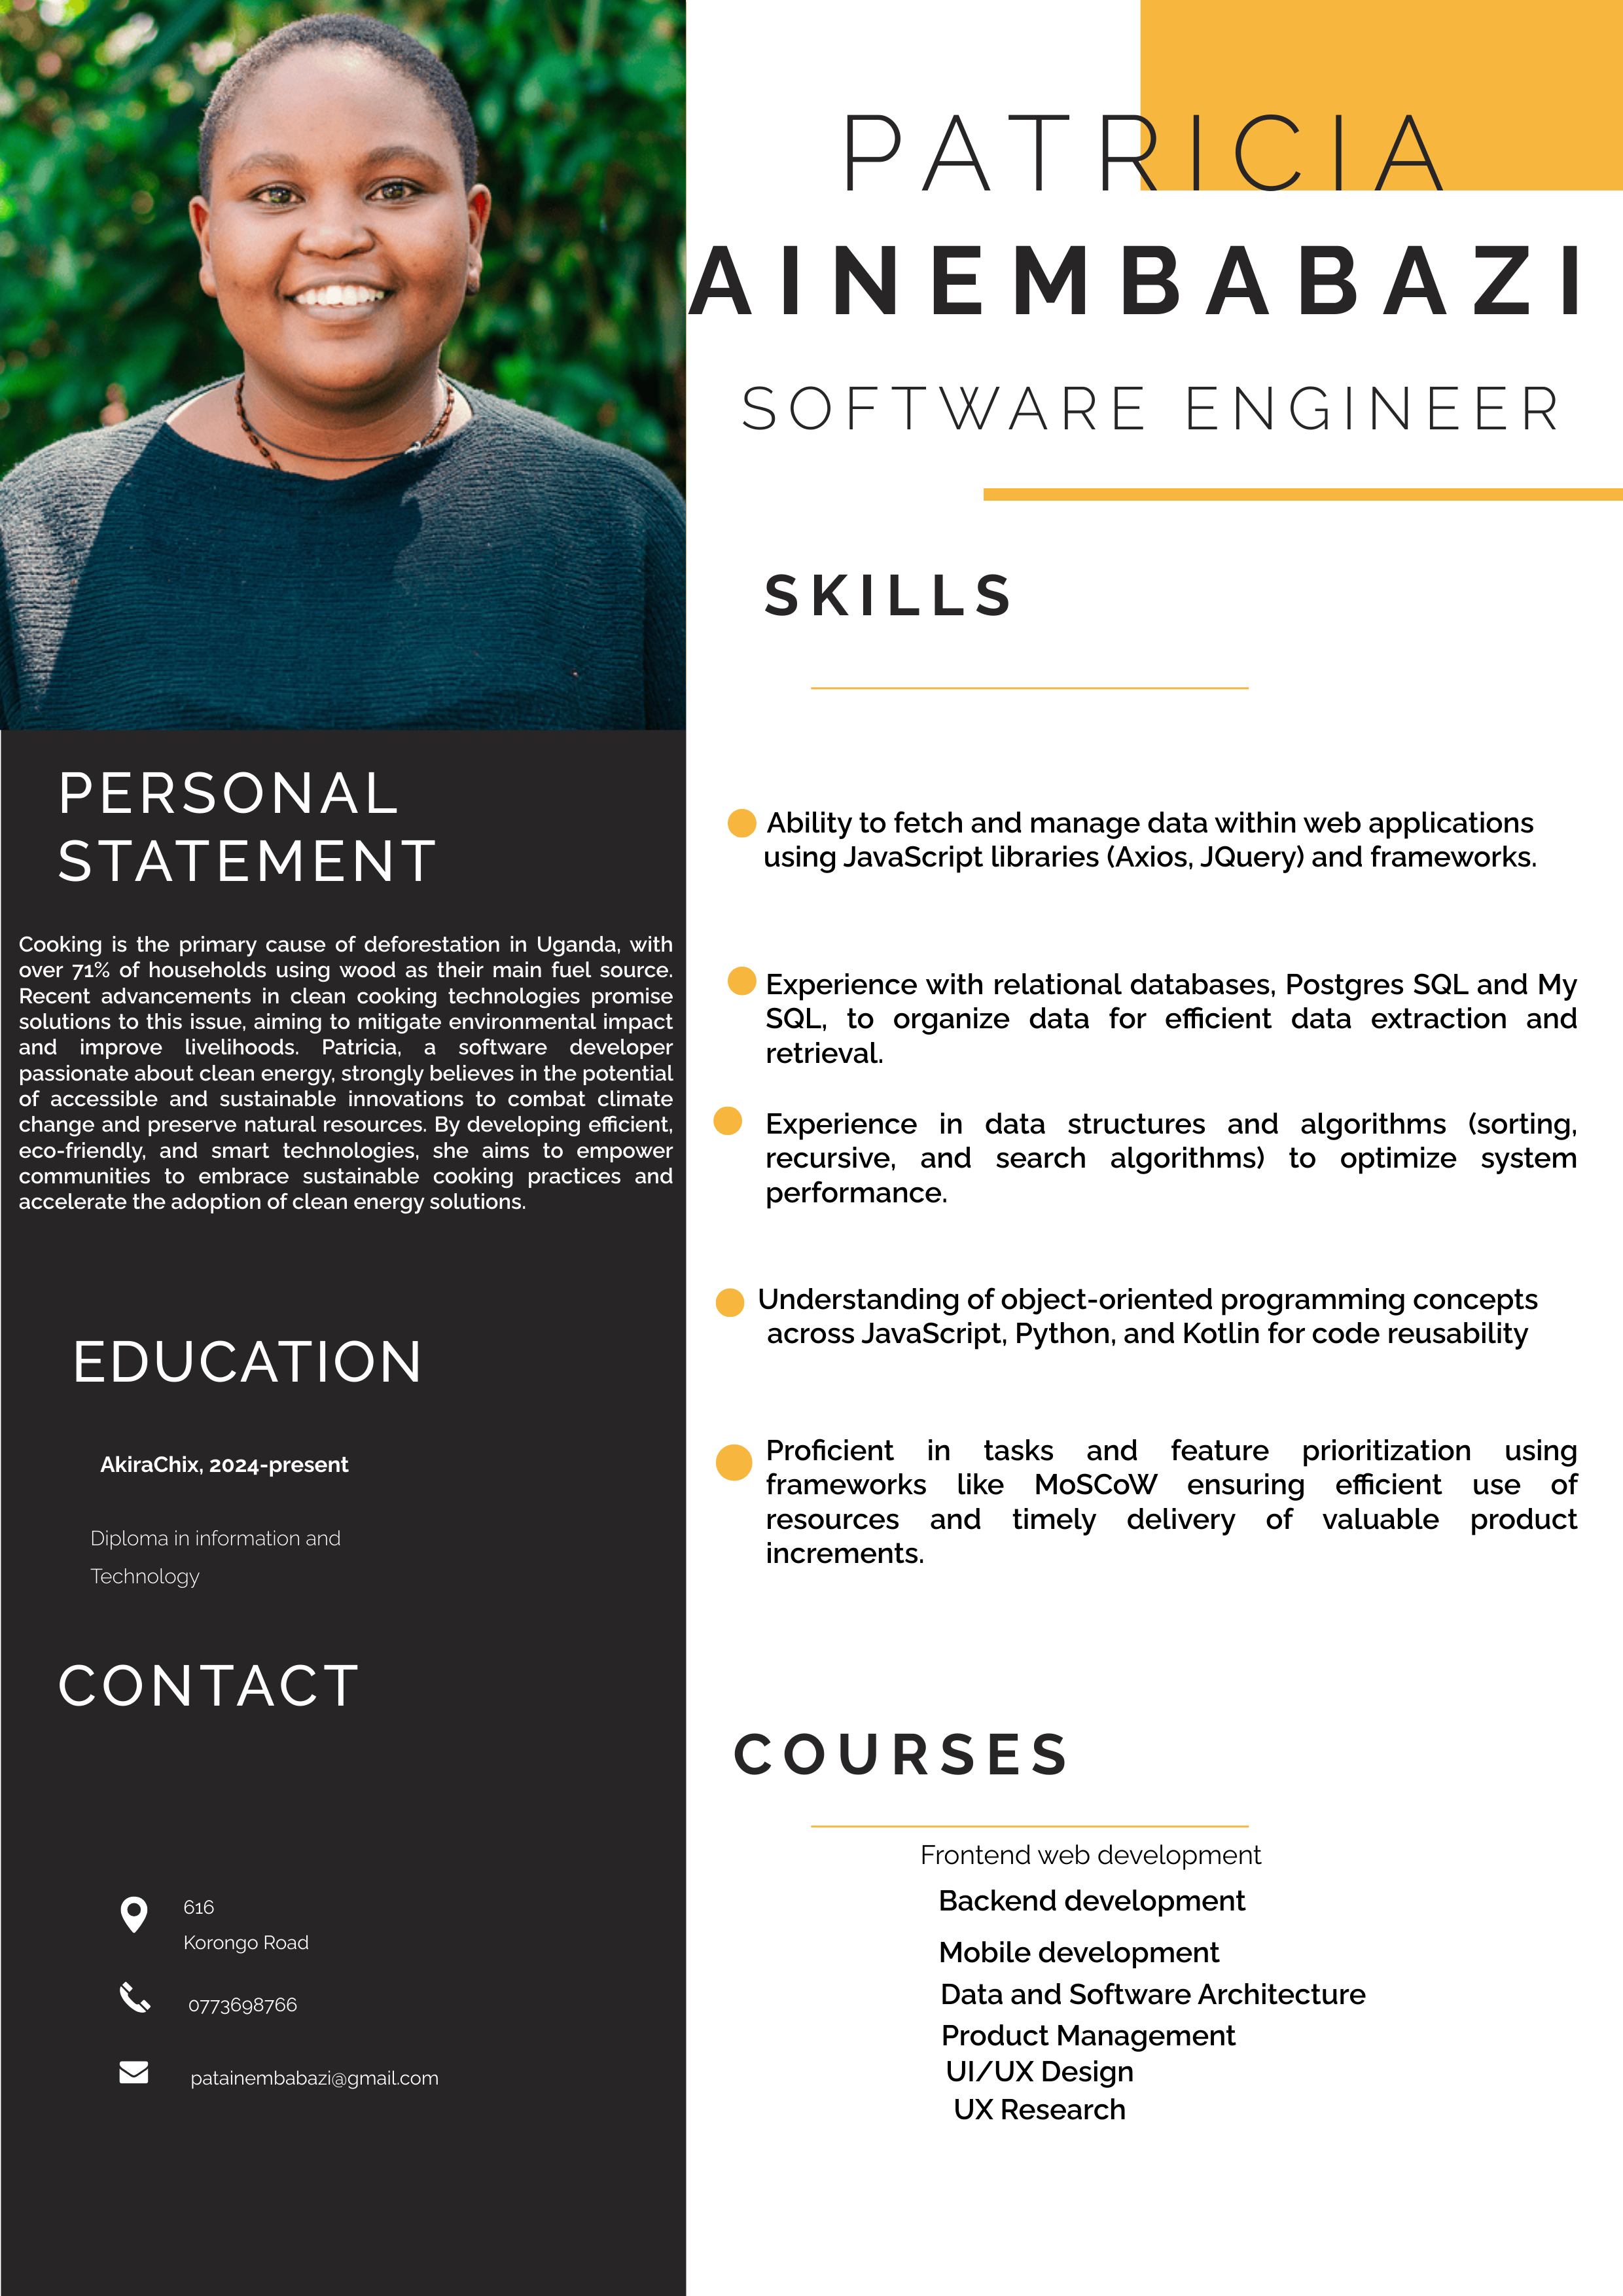 PATRICIA
AINEMBABAZI
SOFTWARE ENGINEER
PERSONAL
STATEMENT
Cooking is the primary cause of deforestation in Uganda, with
over 71% of households using wood as their main fuel source.
Recent advancements in clean cooking technologies promise
solutions to this issue, aiming to mitigate environmental impact
and improve livelihoods. Patricia, a software developer
passionate about clean energy, strongly believes in the potential
of accessible and sustainable innovations to combat climate
change and preserve natural resources. By developing efficient,
eco-friendly, and smart technologies, she aims to empower
communities to embrace sustainable cooking practices and
accelerate the adoption of clean energy solutions.
EDUCATION
AkiraChix, 2024-present
Diploma in information and
Technology
CONTACT
616
Korongo Road
0773698766
patainembabazi@gmail.com
SKILLS
Ability to fetch and manage data within web applications
using JavaScript libraries (Axios, JQuery) and frameworks.
Experience with relational databases, Postgres SQL and My
SQL, to organize data for efficient data extraction and
retrieval.
Experience in data structures and algorithms (sorting,
recursive, and search algorithms) to optimize system
performance.
Understanding of object-oriented programming concepts
across JavaScript, Python, and Kotlin for code reusability
Proficient in tasks and feature prioritization using
frameworks like MoSCoW ensuring efficient use of
resources and timely delivery of valuable product
increments.
COURSES
Frontend web development
Backend development
Mobile development
Data and Software Architecture
Product Management
UI/UX Design
UX Research